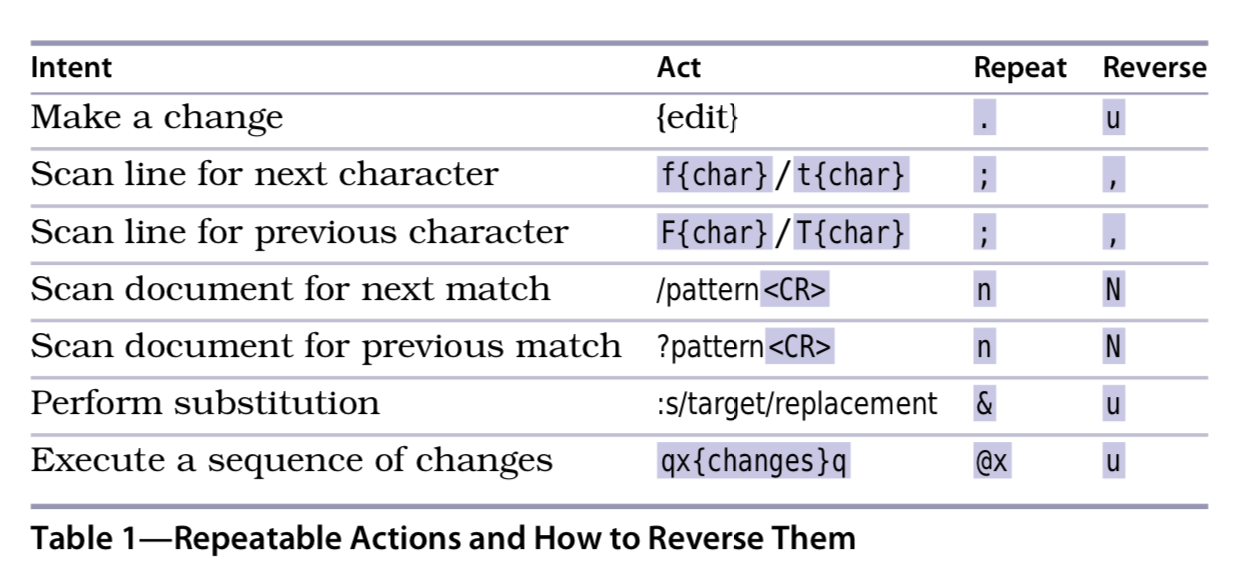 Intent Act Repeat Reverse
Make a change {edit} . u
Scan line for next character f{char}/t{char} ; ,
Scan line for previous character F{char}/T{char} ; ,
Scan document for next match /pattern<CR> n N
Scan document for previous match ?pattern<CR> n N
Perform substitution :s/target/replacement & u
Execute a sequence of changes qx{changes}q @x u
Table 1—Repeatable Actions and How to Reverse Them